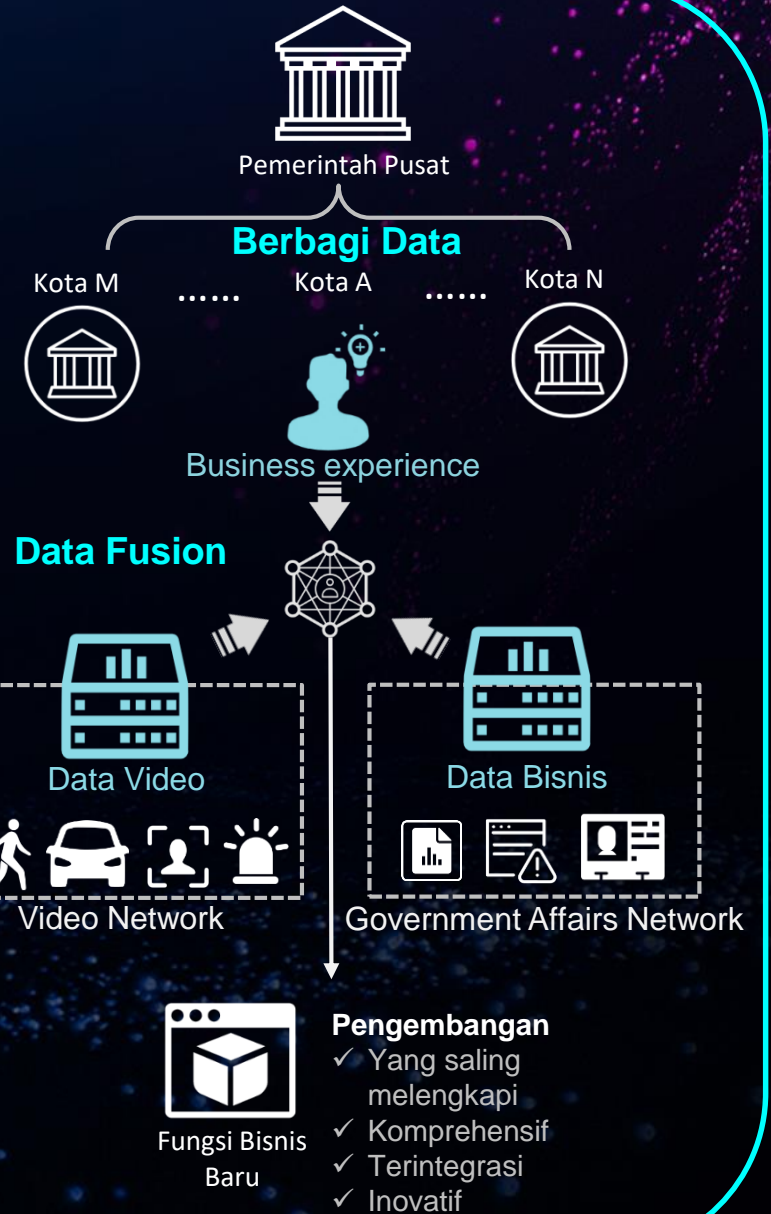 Pemerintah Pusat
Berbagi Data
Kota M
......
Kota A
......
Kota N
Business experience
Data Fusion
Data Video
Data Bisnis
Video Network
Government Affairs Network
Fungsi Bisnis
Baru
Pengembangan
✓ Yang saling
melengkapi
✓ Komprehensif
✓ Terintegrasi
✓ Inovatif